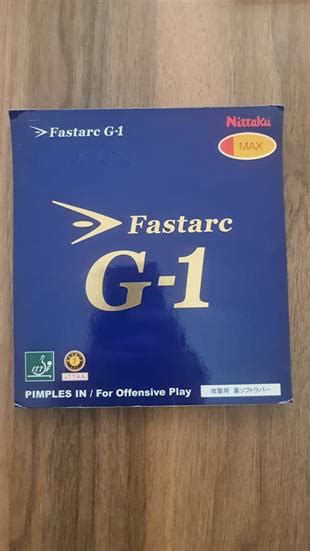 Fastarc G-1
Nittaku
MAX
Fastarc
G-1
ITTF
J.T.T.A.A.
PIMPLES IN / For Offensive Play
攻撃用 裏ソフトラバー